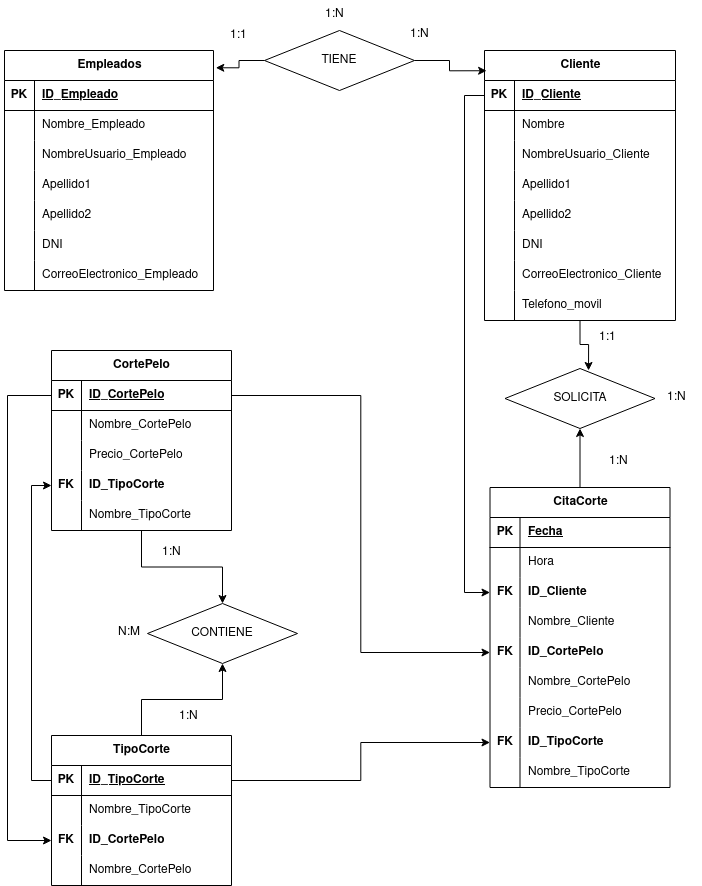 1:N
1:1
1:N
TIENE
Empleados
PK ID_Empleado
Nombre_Empleado
NombreUsuario_Empleado
Apellido1
Apellido2
DNI
CorreoElectronico_Empleado
Cliente
PK ID_Cliente
Nombre
NombreUsuario_Cliente
Apellido1
Apellido2
DNI
CorreoElectronico_Cliente
Telefono_movil
1:1
SOLICITA
1:N
1:N
CortePelo
PK ID_CortePelo
Nombre_CortePelo
Precio_CortePelo
FK ID_TipoCorte
Nombre_TipoCorte
1:N
N:M
CONTIENE
1:N
CitaCorte
PK Fecha
Hora
FK ID_Cliente
Nombre_Cliente
FK ID_CortePelo
Nombre_CortePelo
Precio_CortePelo
FK ID_TipoCorte
Nombre_TipoCorte
TipoCorte
PK ID_TipoCorte
Nombre_TipoCorte
FK ID_CortePelo
Nombre_CortePelo